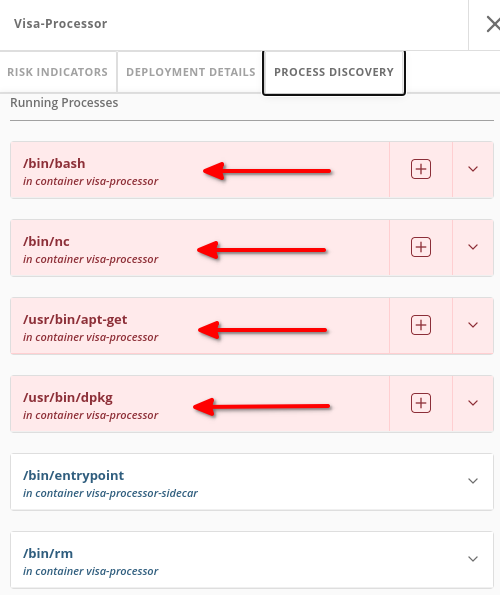 Visa-Processor
RISK INDICATORS
DEPLOYMENT DETAILS
PROCESS DISCOVERY
Running Processes
/bin/bash
in container visa-processor
/bin/nc
in container visa-processor
/usr/bin/apt-get
in container visa-processor
/usr/bin/dpkg
in container visa-processor
/bin/entrypoint
in container visa-processor-sidecar
/bin/rm
in container visa-processor